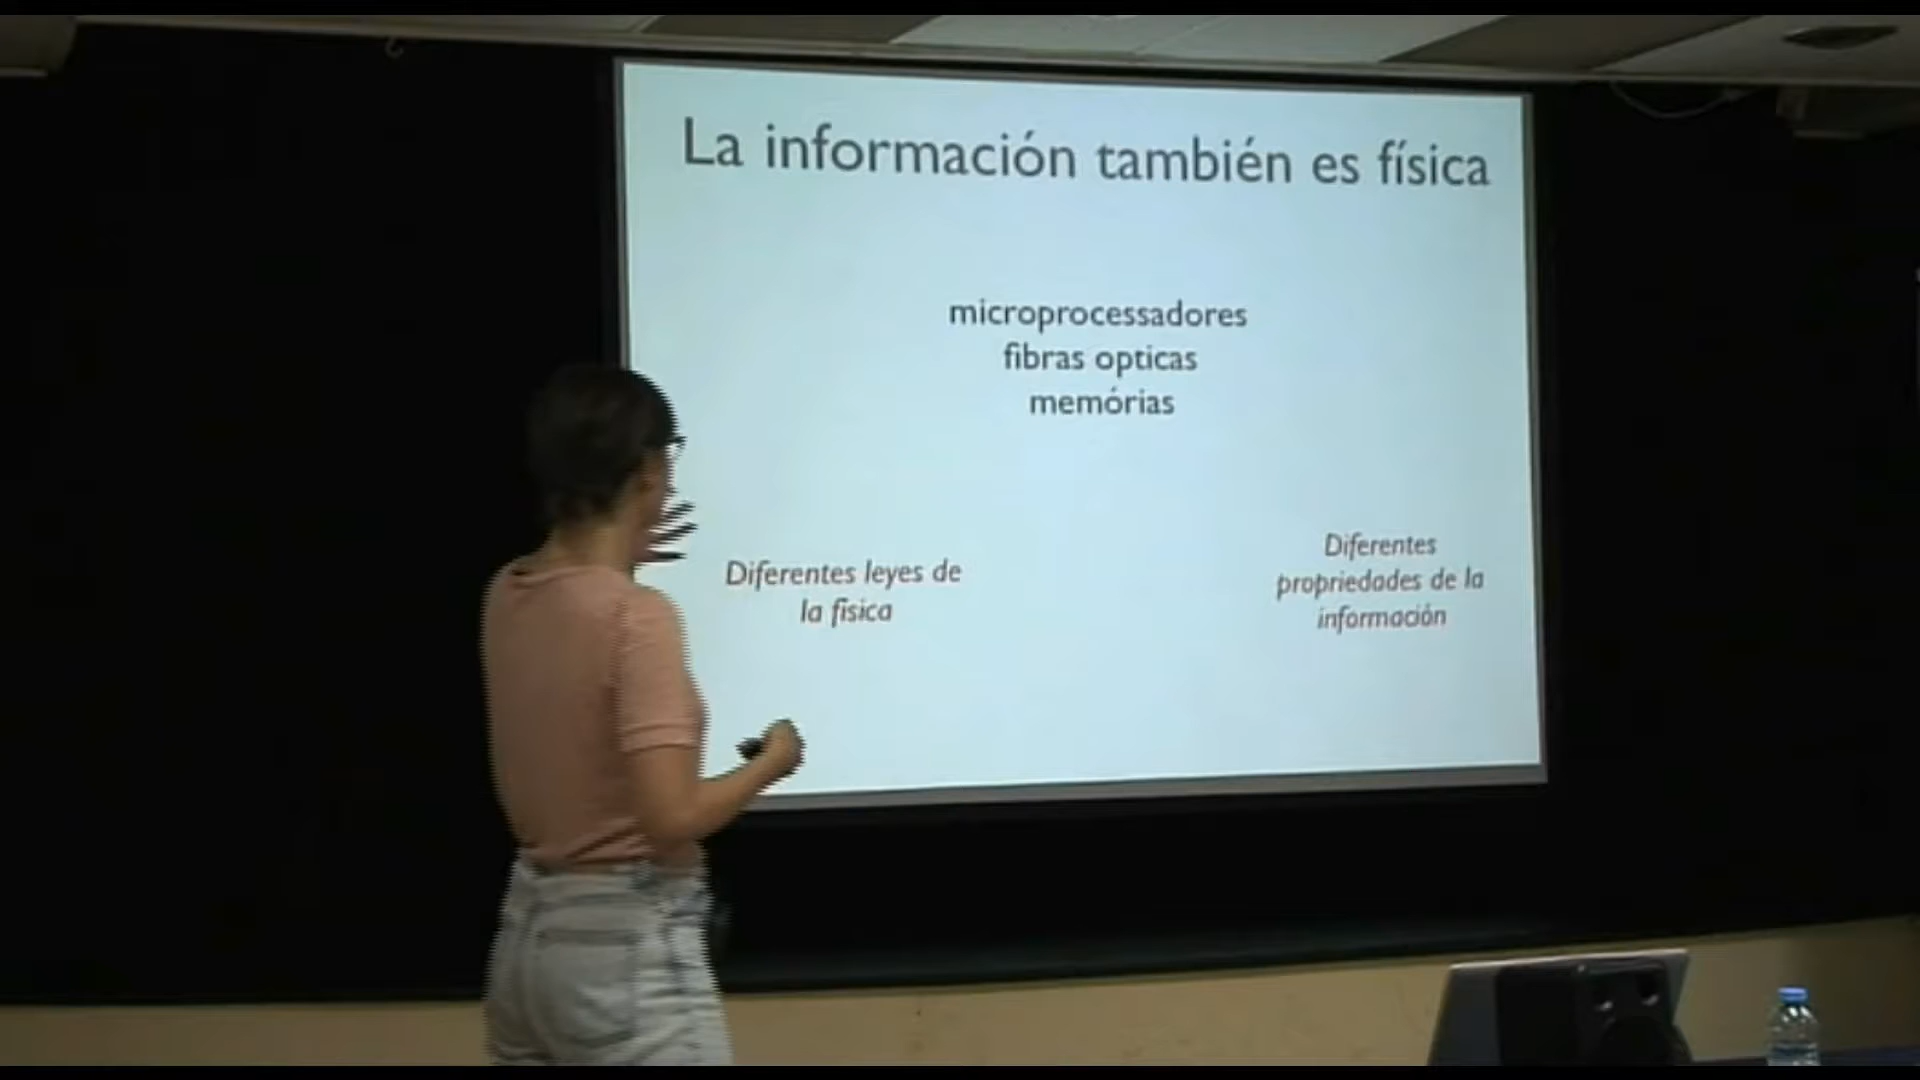 La información también es física
microprocessadores
fibras opticas
memórias
Diferentes leyes de
la fisica
Diferentes
propriedades de la
información